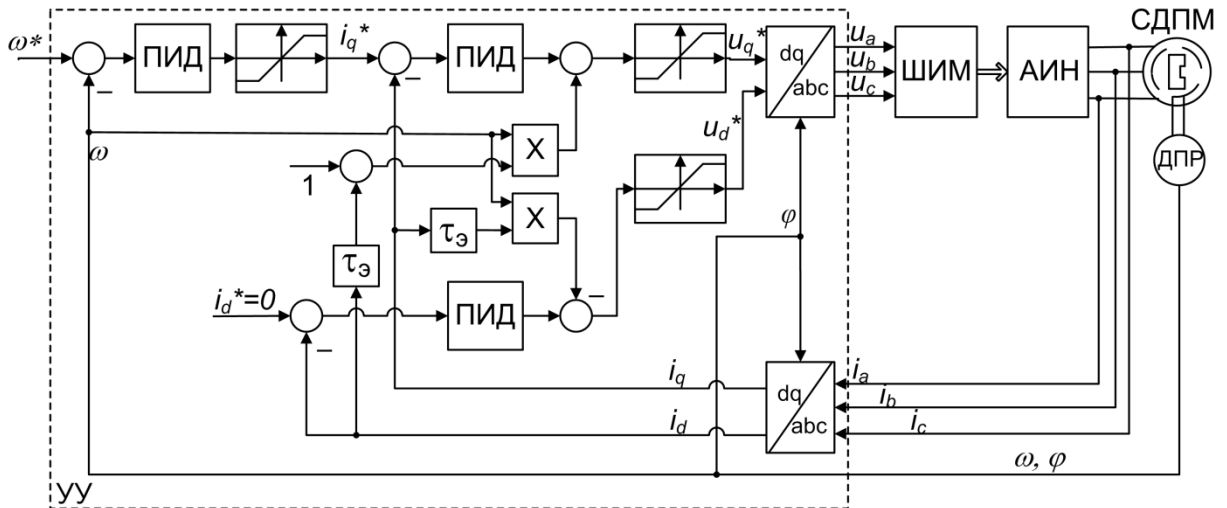 СДПМ
ω*
ПИД
i_q*
ПИД
u_q*
dq
abc
u_a
u_b
u_c
ШИМ
АИН
–
–
ω
1
X
u_d*
ДПР
τ_э
X
φ
τ_э
i_d*=0
ПИД
–
–
i_q
i_d
dq
abc
i_a
i_b
i_c
ω, φ
УУ